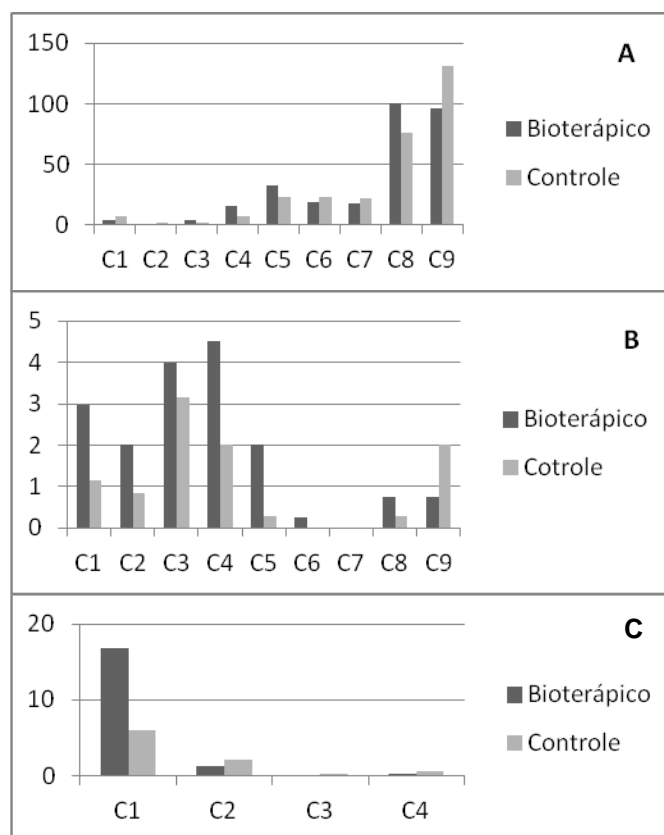 A
150
100
50
0
C1 C2 C3 C4 C5 C6 C7 C8 C9
Bioterápico
Controle
B
5
4
3
2
1
0
C1 C2 C3 C4 C5 C6 C7 C8 C9
Bioterápico
Cotrole
C
20
10
0
C1 C2 C3 C4
Bioterápico
Controle